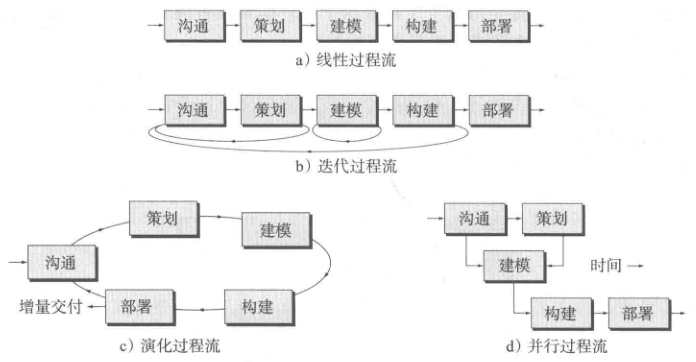 沟通 策划 建模 构建 部署
a）线性过程流
沟通 策划 建模 构建 部署
b）迭代过程流
策划
建模
沟通
增量交付
部署
构建
c）演化过程流
沟通 策划
建模
时间
构建 部署
d）并行过程流